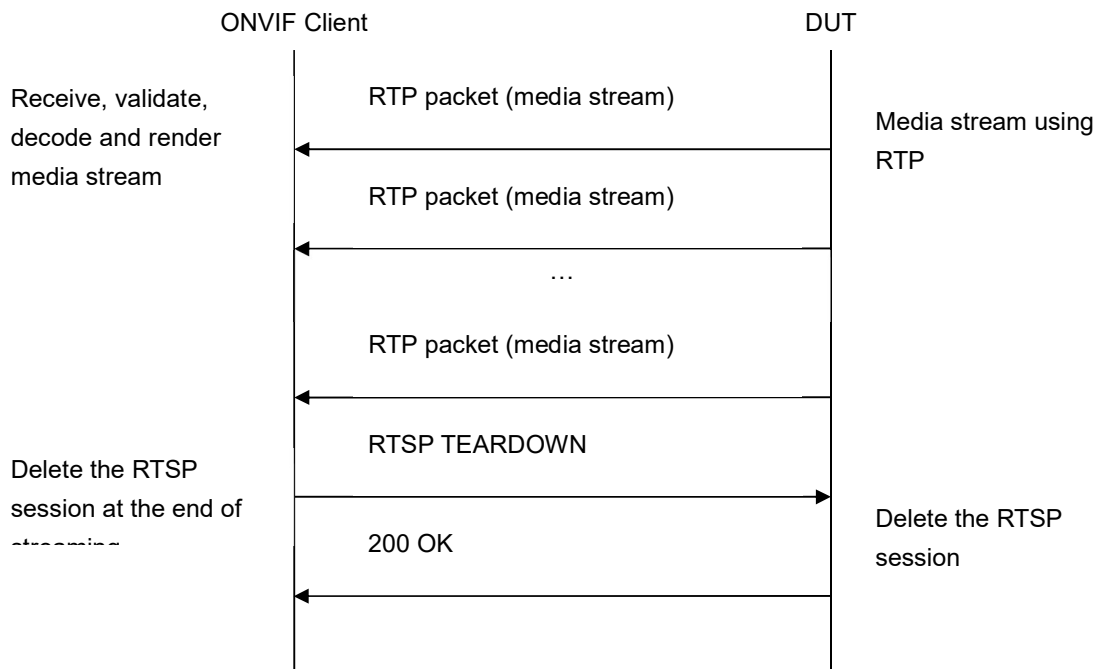 ONVIF Client
DUT
Receive, validate,
decode and render
media stream
RTP packet (media stream)
Media stream using
RTP
RTP packet (media stream)
…
RTP packet (media stream)
RTSP TEARDOWN
Delete the RTSP
session at the end of
streaming
200 OK
Delete the RTSP
session